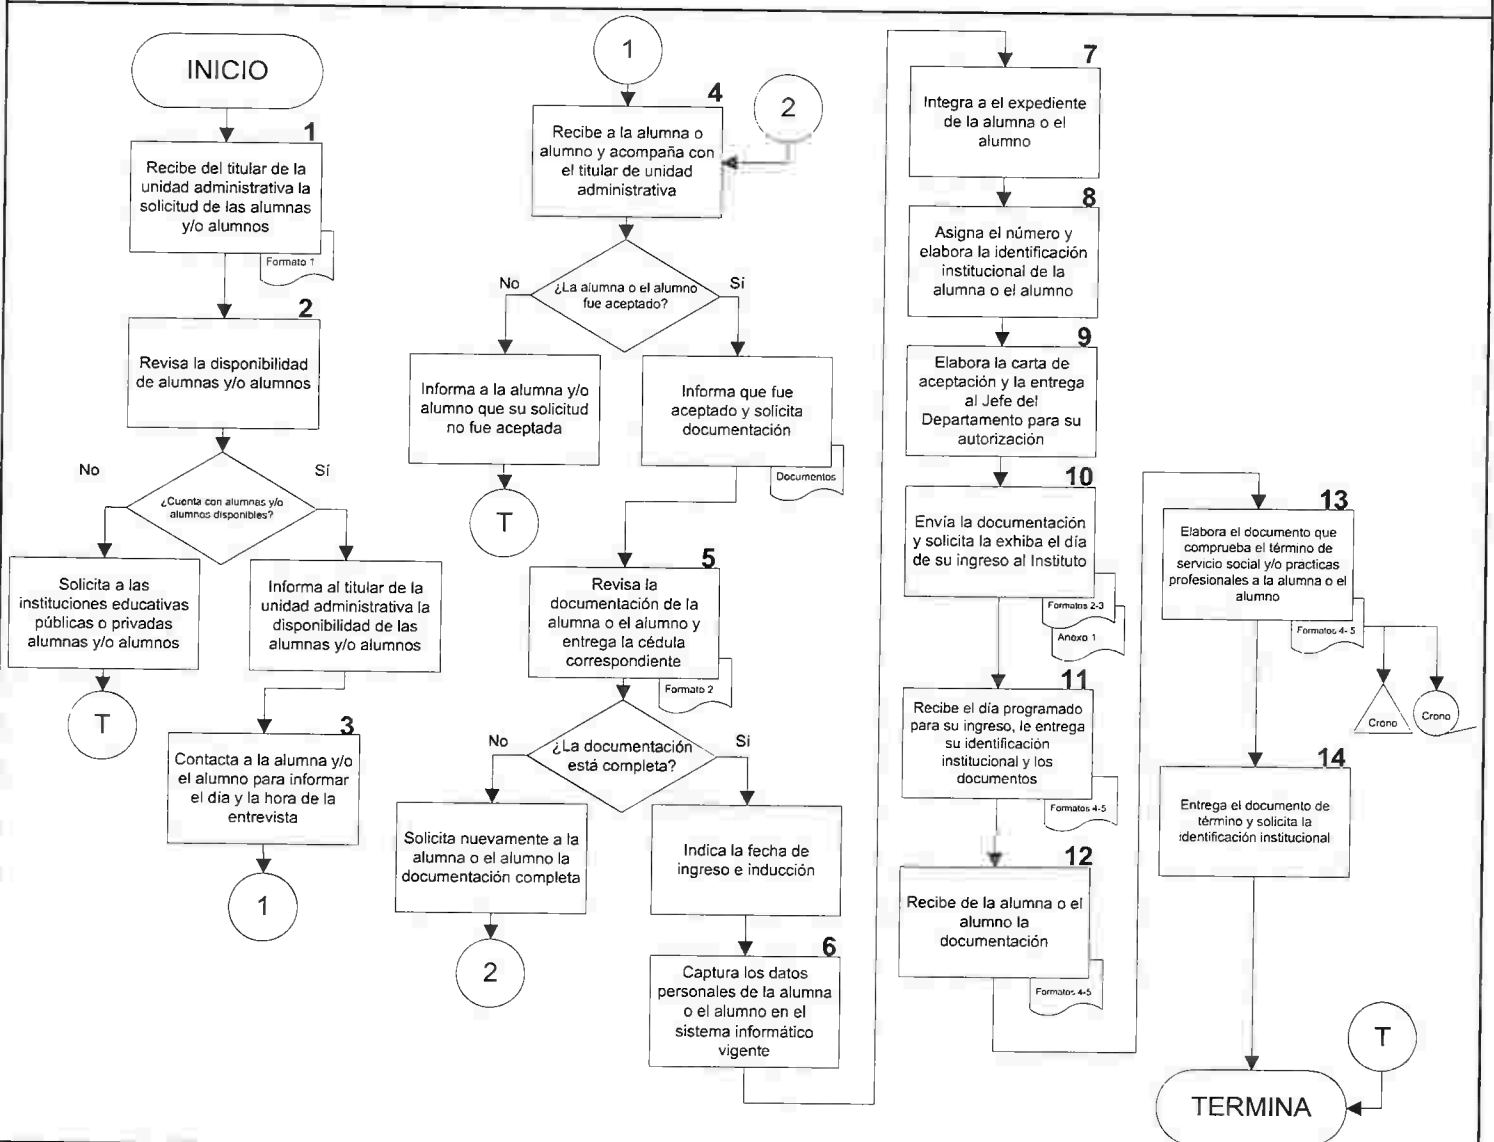 INICIO
1
Recibe del titular de la
unidad administrativa la
solicitud de las alumnas
y/o alumnos
Formato 1
2
Revisa la disponibilidad
de alumnas y/o alumnos
No
Sí
¿Cuenta con alumnas y/o
alumnos disponibles?
Solicita a las
instituciones educativas
públicas o privadas
alumnas y/o alumnos
T
Informa al titular de la
unidad administrativa la
disponibilidad de las
alumnas y/o alumnos
3
Contacta a la alumna y/o
el alumno para informar
el día y la hora de la
entrevista
1
1
4
2
Recibe a la alumna o
alumno y acompaña con
el titular de unidad
administrativa
No
Sí
¿La alumna o el alumno
fue aceptado?
Informa a la alumna y/o
alumno que su solicitud
no fue aceptada
T
Informa que fue
aceptado y solicita
documentación
Documentos
5
Revisa la
documentación de la
alumna o el alumno y
entrega la cédula
correspondiente
Formato 2
No
Si
¿La documentación
está completa?
Solicita nuevamente a la
alumna o el alumno la
documentación completa
2
Indica la fecha de
ingreso e inducción
6
Captura los datos
personales de la alumna
o el alumno en el
sistema informático
vigente
7
Integra a el expediente
de la alumna o el
alumno
8
Asigna el número y
elabora la identificación
institucional de la
alumna o el alumno
9
Elabora la carta de
aceptación y la entrega
al Jefe del
Departamento para su
autorización
10
Envía la documentación
y solicita la exhiba el día
de su ingreso al Instituto
Formatos 2-3
Anexo 1
11
Recibe el día programado
para su ingreso, le entrega
su identificación
institucional y los
documentos
Formatos 4-5
12
Recibe de la alumna o el
alumno la
documentación
Formatos 4-5
13
Elabora el documento que
comprueba el término de
servicio social y/o practicas
profesionales a la alumna o el
alumno
Formatos 4- 5
Crono
Crono
14
Entrega el documento de
término y solicita la
identificación institucional
T
TERMINA